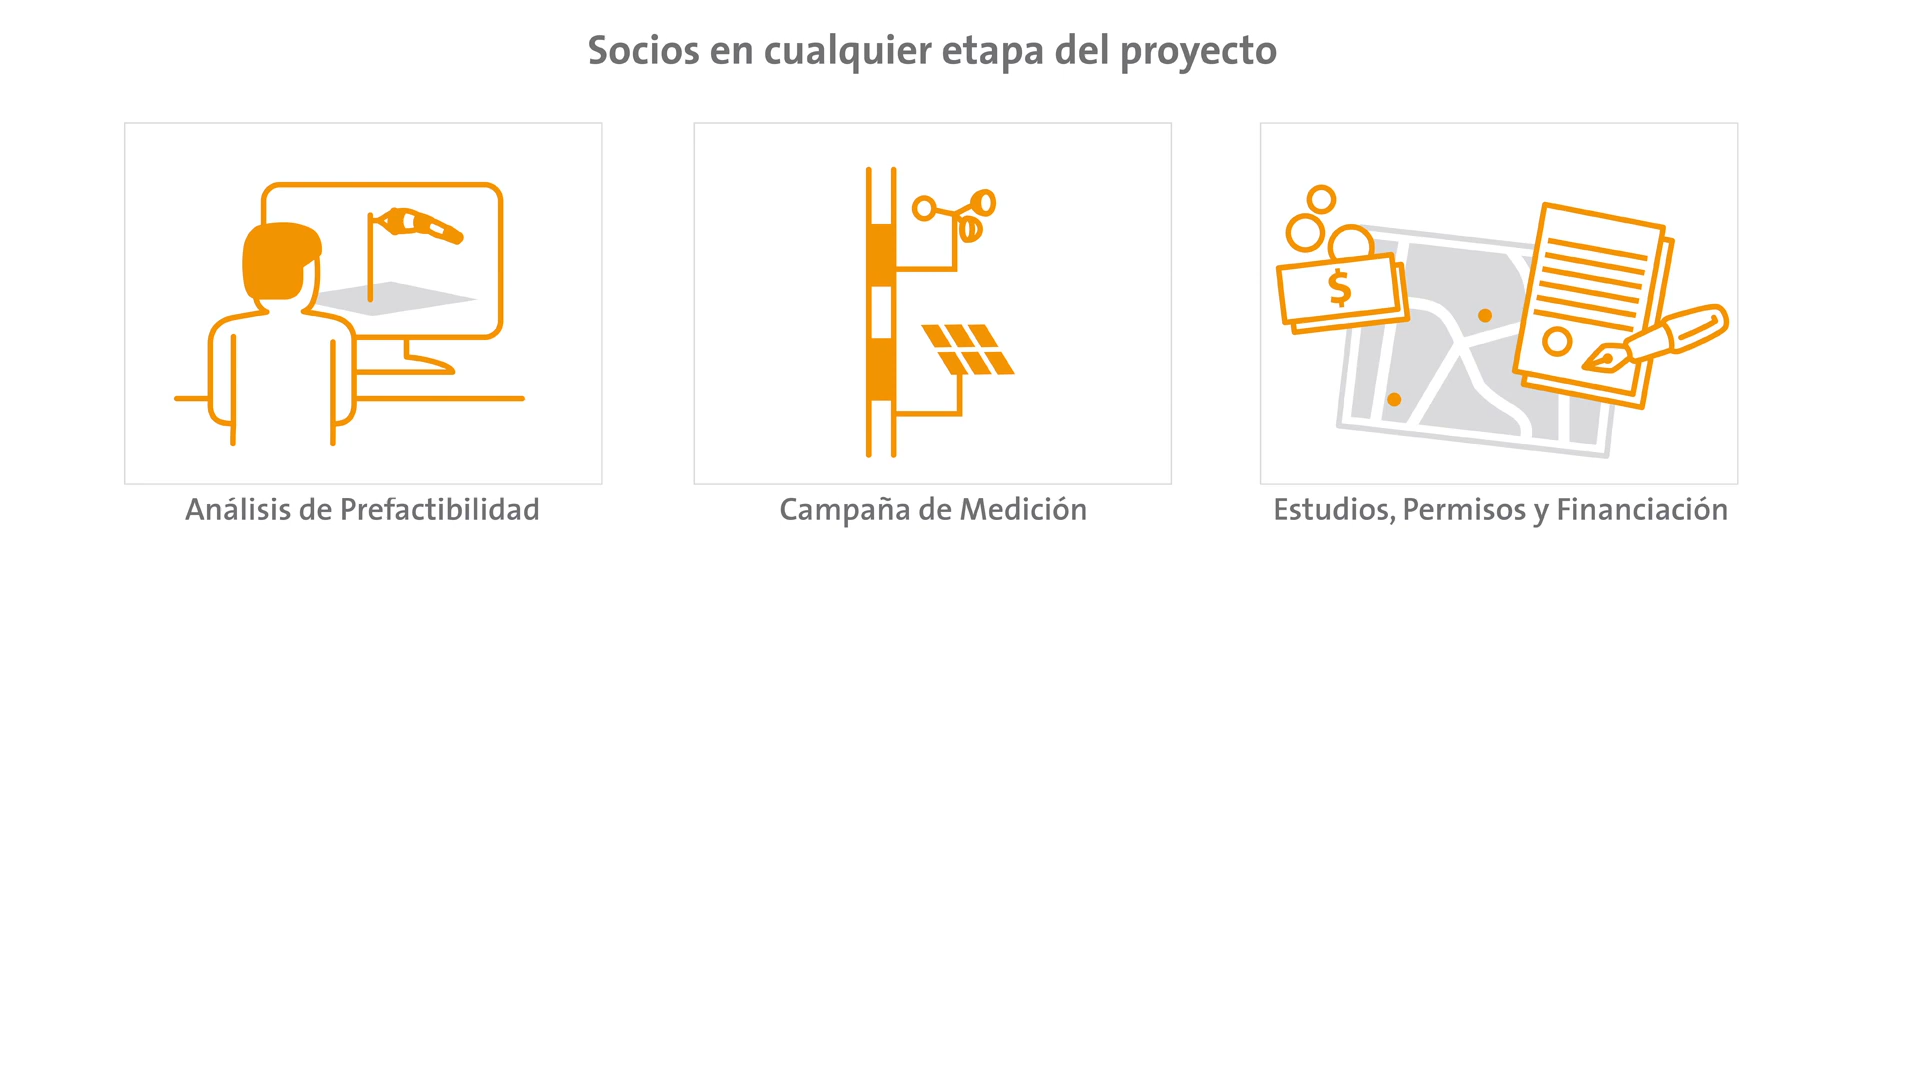 Socios en cualquier etapa del proyecto
$
Análisis de Prefactibilidad
Campaña de Medición
Estudios, Permisos y Financiación